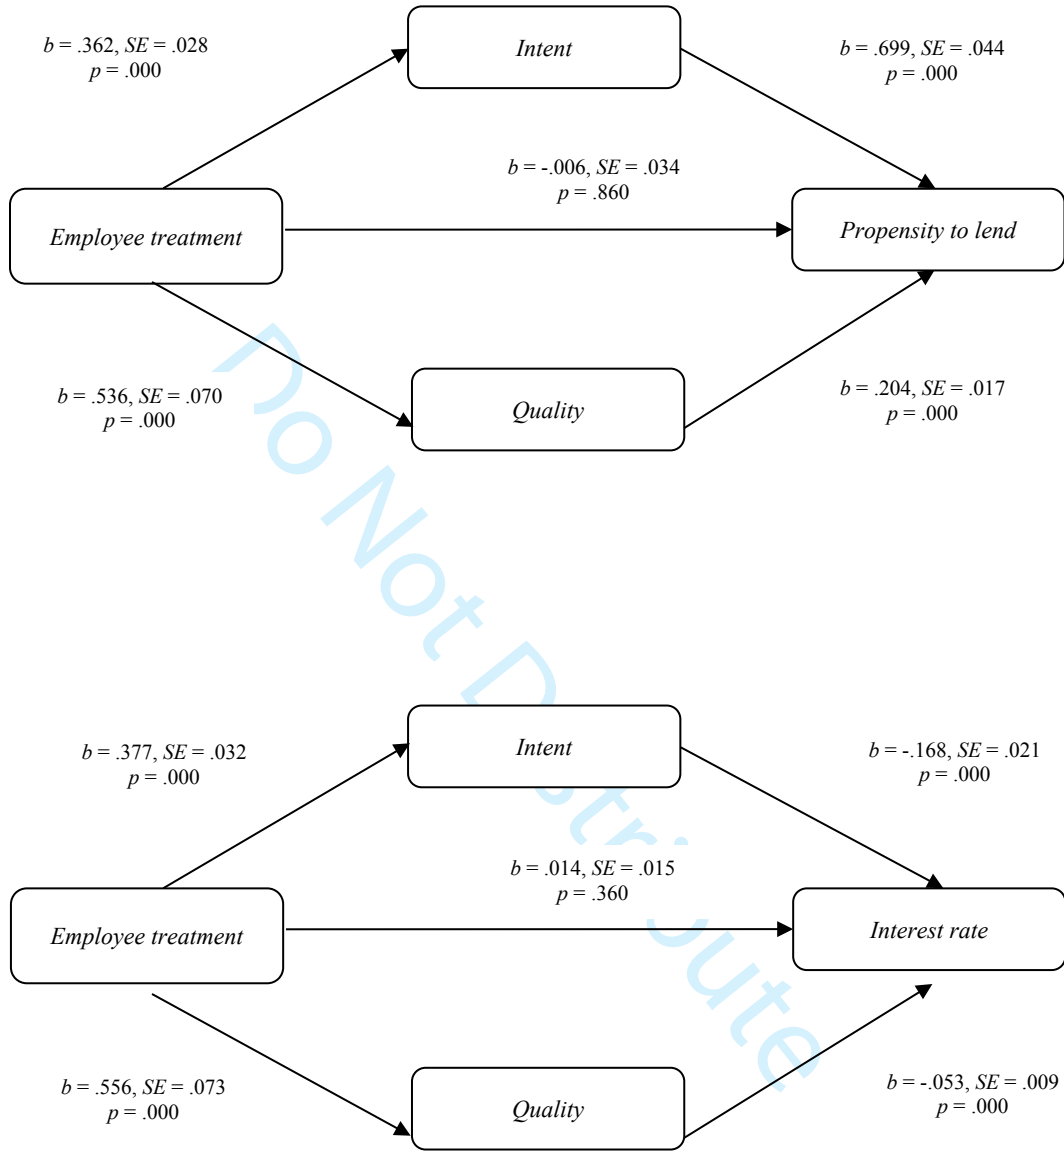 b = .362, SE = .028
p = .000
Intent
b = .699, SE = .044
p = .000
b = -.006, SE = .034
p = .860
Employee treatment
Propensity to lend
b = .536, SE = .070
p = .000
Quality
b = .204, SE = .017
p = .000
Do Not Distribute
b = .377, SE = .032
p = .000
Intent
b = -.168, SE = .021
p = .000
b = .014, SE = .015
p = .360
Employee treatment
Interest rate
b = .556, SE = .073
p = .000
Quality
b = -.053, SE = .009
p = .000